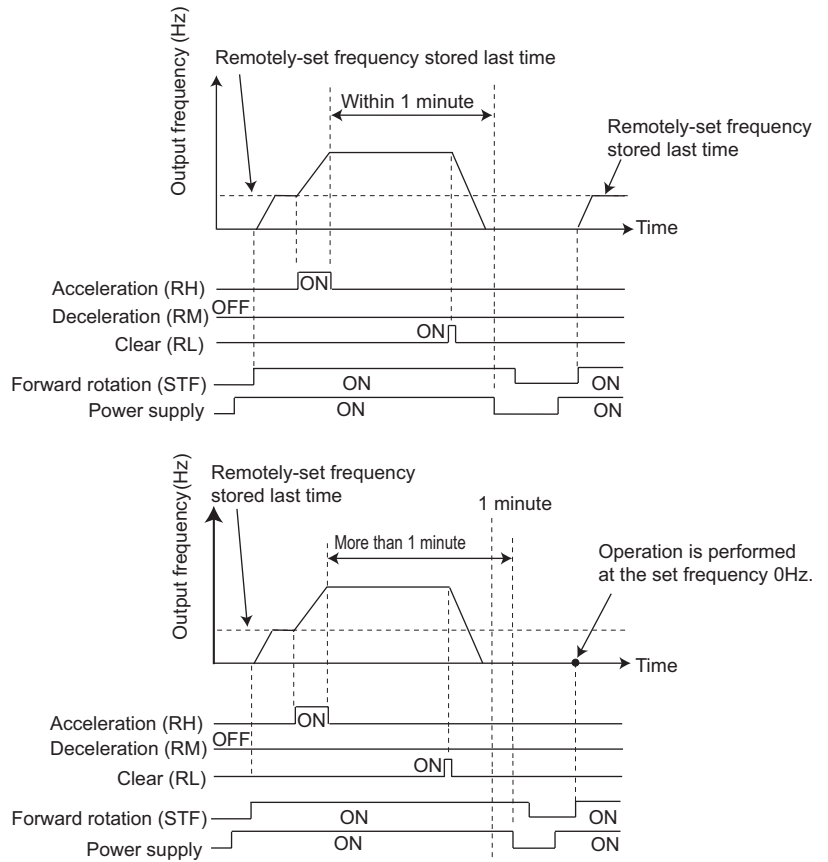 Output frequency (Hz)
Remotely-set frequency stored last time
Within 1 minute
Remotely-set frequency
stored last time
Time
Acceleration (RH)
ON
Deceleration (RM)
OFF
Clear (RL)
ON
Forward rotation (STF)
ON
ON
Power supply
ON
ON
Output frequency(Hz)
Remotely-set frequency
stored last time
1 minute
More than 1 minute
Operation is performed
at the set frequency 0Hz.
Time
Acceleration (RH)
ON
Deceleration (RM)
OFF
Clear (RL)
ON
Forward rotation (STF)
ON
ON
Power supply
ON
ON